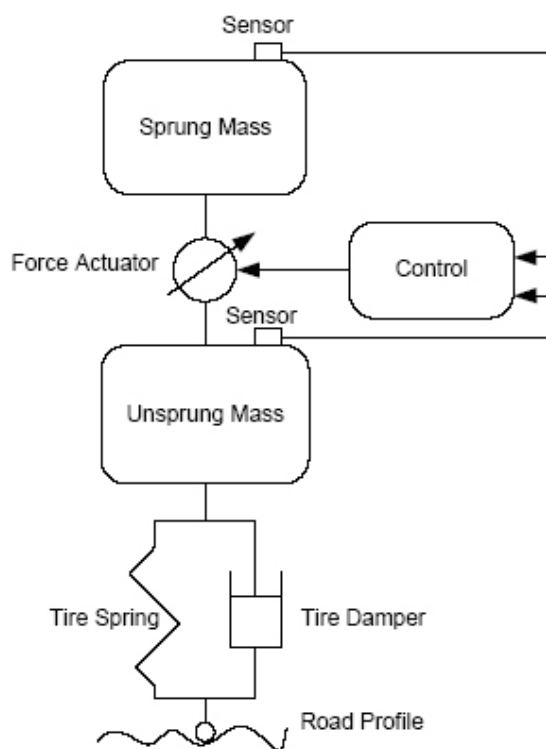 Sensor
Sprung Mass
Force Actuator
Control
Sensor
Unsprung Mass
Tire Spring
Tire Damper
Road Profile